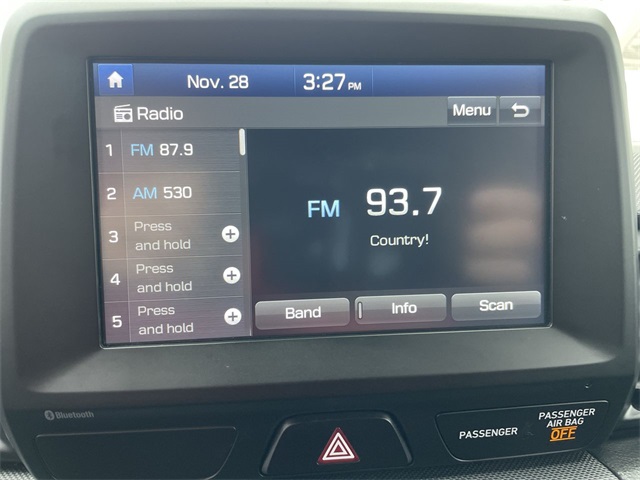 Nov. 28 3:27 PM
Radio Menu
1 FM 87.9
2 AM 530
3 Press and hold
4 Press and hold
5 Press and hold
FM 93.7
Country!
Band Info Scan
Bluetooth
PASSENGER
PASSENGER
AIR BAG
OFF